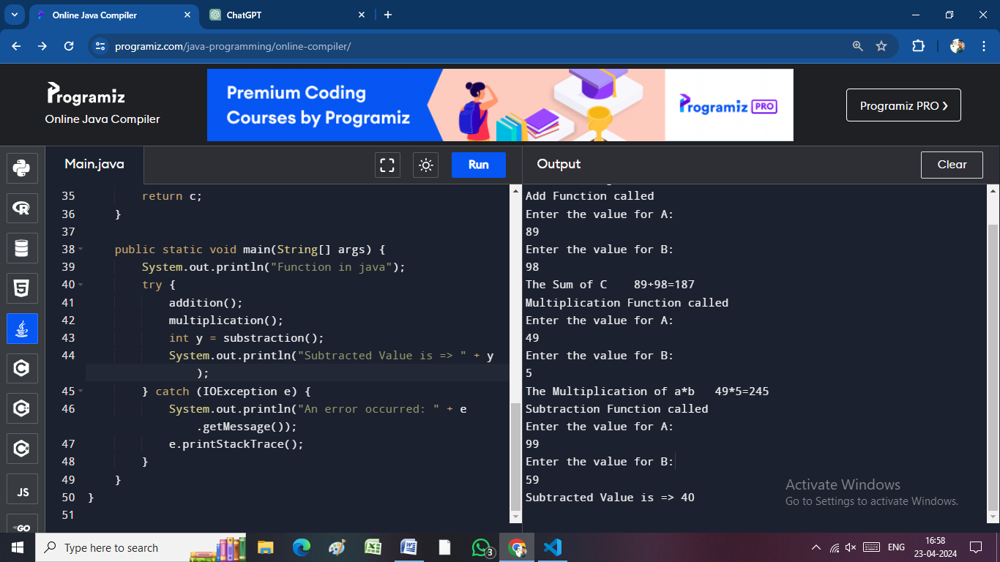 Online Java Compiler
ChatGPT
programiz.com/java-programming/online-compiler/
Programiz
Online Java Compiler
Premium Coding
Courses by Programiz
Programiz PRO
Programiz PRO ❯
Main.java
Run
Output
Clear
35 return c;
36 }
37
38 public static void main(String[] args) {
39 System.out.println("Function in java");
40 try {
41 addition();
42 multiplication();
43 int y = substraction();
44 System.out.println("Subtracted Value is => " + y
);
45 } catch (IOException e) {
46 System.out.println("An error occurred: " + e
.getMessage());
47 e.printStackTrace();
48 }
49 }
50 }
51
Add Function called
Enter the value for A:
89
Enter the value for B:
98
The Sum of C    89+98=187
Multiplication Function called
Enter the value for A:
49
Enter the value for B:
5
The Multiplication of a*b   49*5=245
Subtraction Function called
Enter the value for A:
99
Enter the value for B:
59
Subtracted Value is => 40
JS
GO
Activate Windows
Go to Settings to activate Windows.
Type here to search
3
ENG
16:58
23-04-2024